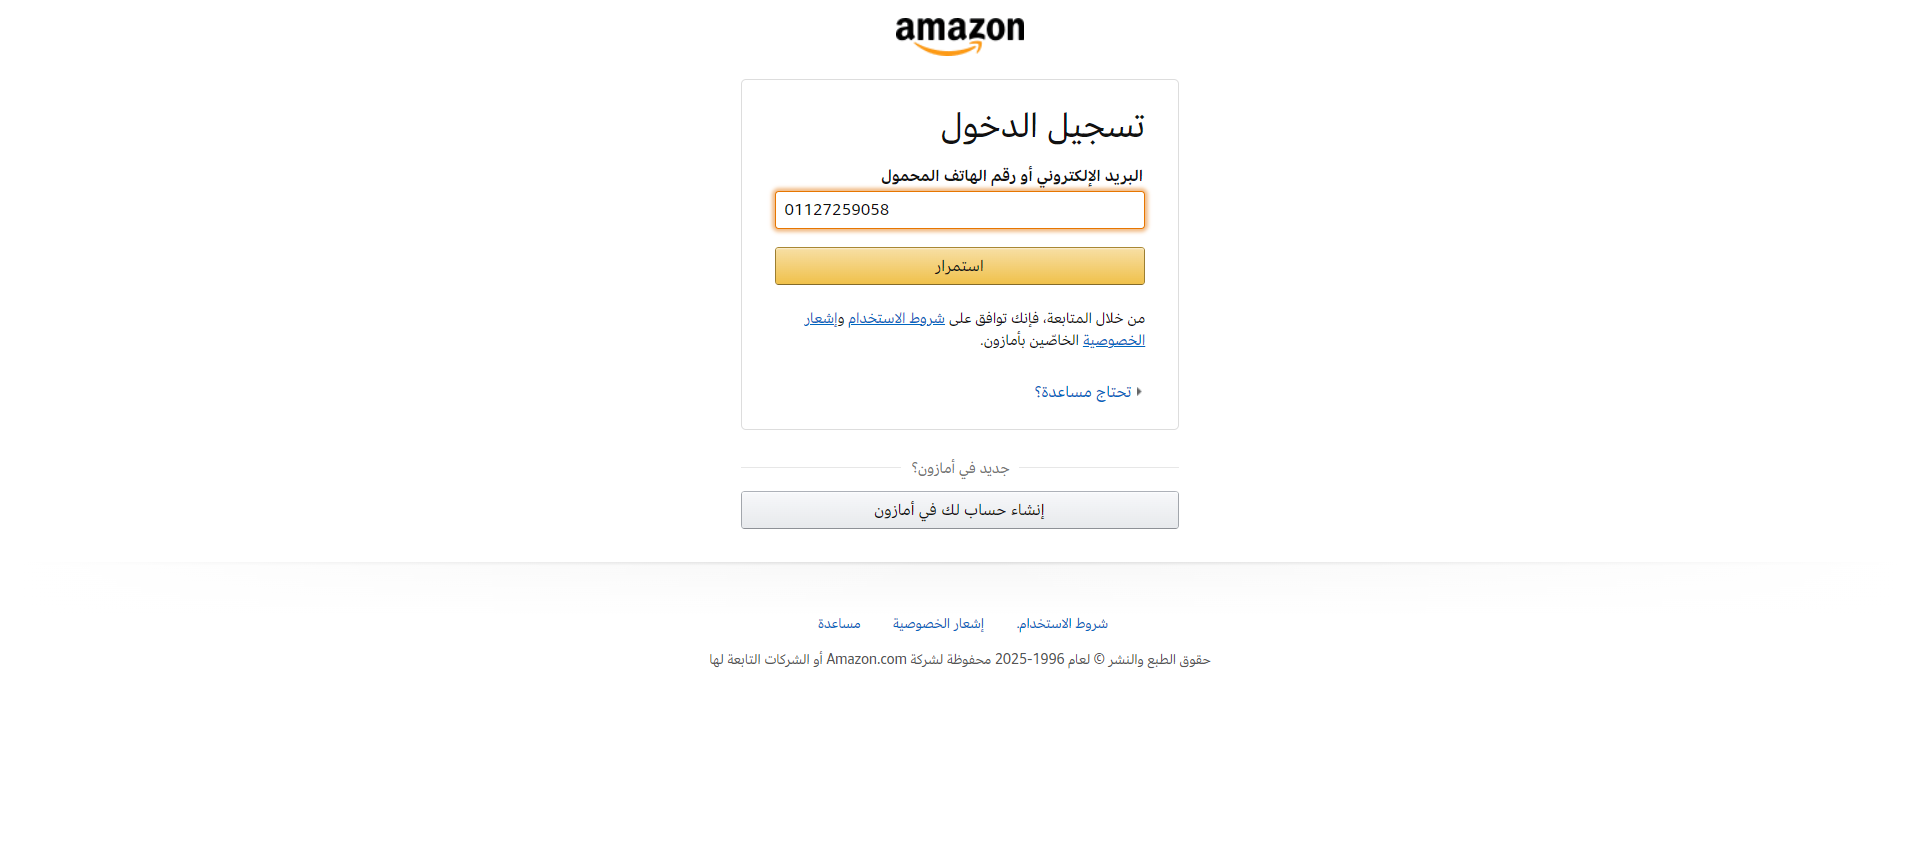 amazon
تسجيل الدخول
البريد الإلكتروني أو رقم الهاتف المحمول
01127259058
استمرار
من خلال المتابعة، فإنك توافق على شروط الاستخدام وإشعار
الخصوصية الخاصّين بأمازون.
تحتاج مساعدة؟
جديد في أمازون؟
إنشاء حساب لك في أمازون
شروط الاستخدام. إشعار الخصوصية مساعدة
حقوق الطبع والنشر © لعام 1996-2025 محفوظة لشركة Amazon.com أو الشركات التابعة لها